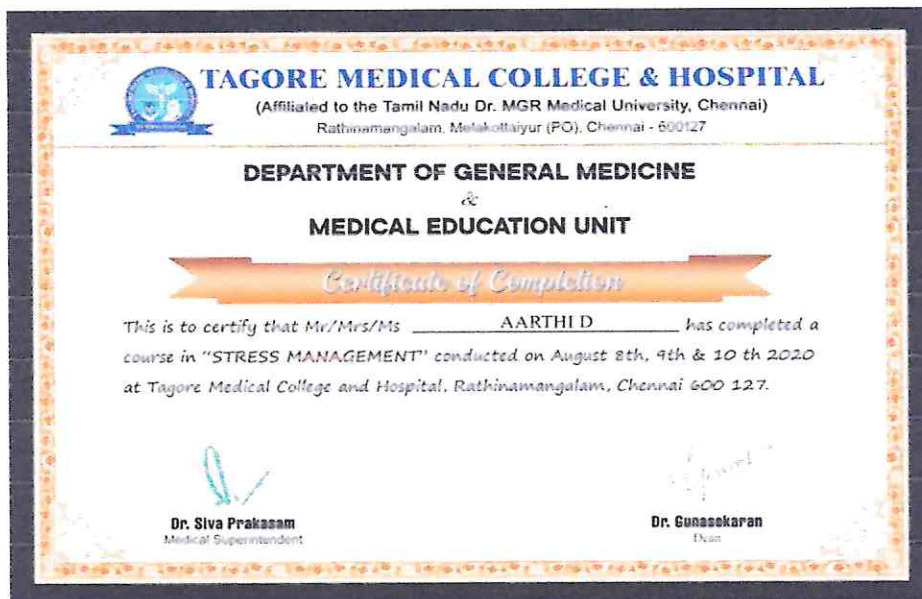 TAGORE MEDICAL COLLEGE & HOSPITAL
(Affiliated to the Tamil Nadu Dr. MGR Medical University, Chennai)
Rathinamangalam, Melakottaiyur (PO), Chennai - 600127
DEPARTMENT OF GENERAL MEDICINE
&
MEDICAL EDUCATION UNIT
Certificate of Completion
This is to certify that Mr/Mrs/Ms AARTHI D has completed a
course in "STRESS MANAGEMENT" conducted on August 8th, 9th & 10 th 2020
at Tagore Medical College and Hospital, Rathinamangalam, Chennai 600 127.
Dr. Siva Prakasam
Medical Superintendent
Dr. Gunasekaran
Dean